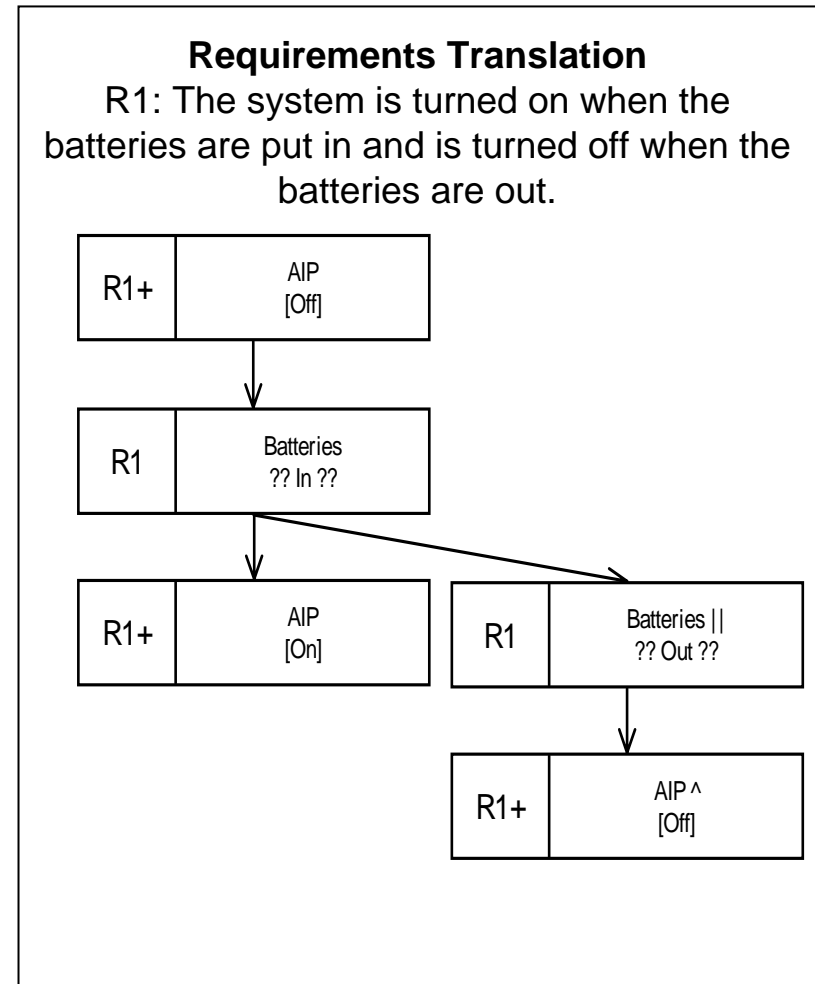 Requirements Translation
R1: The system is turned on when the
batteries are put in and is turned off when the
batteries are out.
R1+
AIP
[Off]
R1
Batteries
?? In ??
R1+
AIP
[On]
R1
Batteries ||
?? Out ??
R1+
AIP ^
[Off]